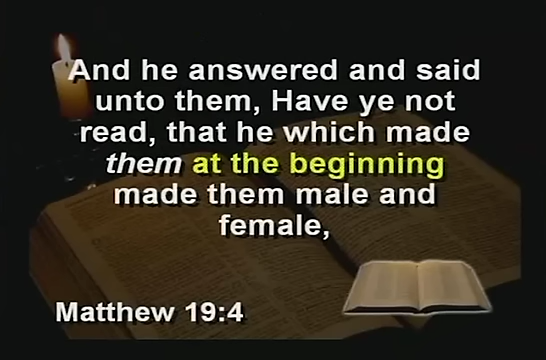 And he answered and said
unto them, Have ye not
read, that he which made
them at the beginning
made them male and
female,
Matthew 19:4